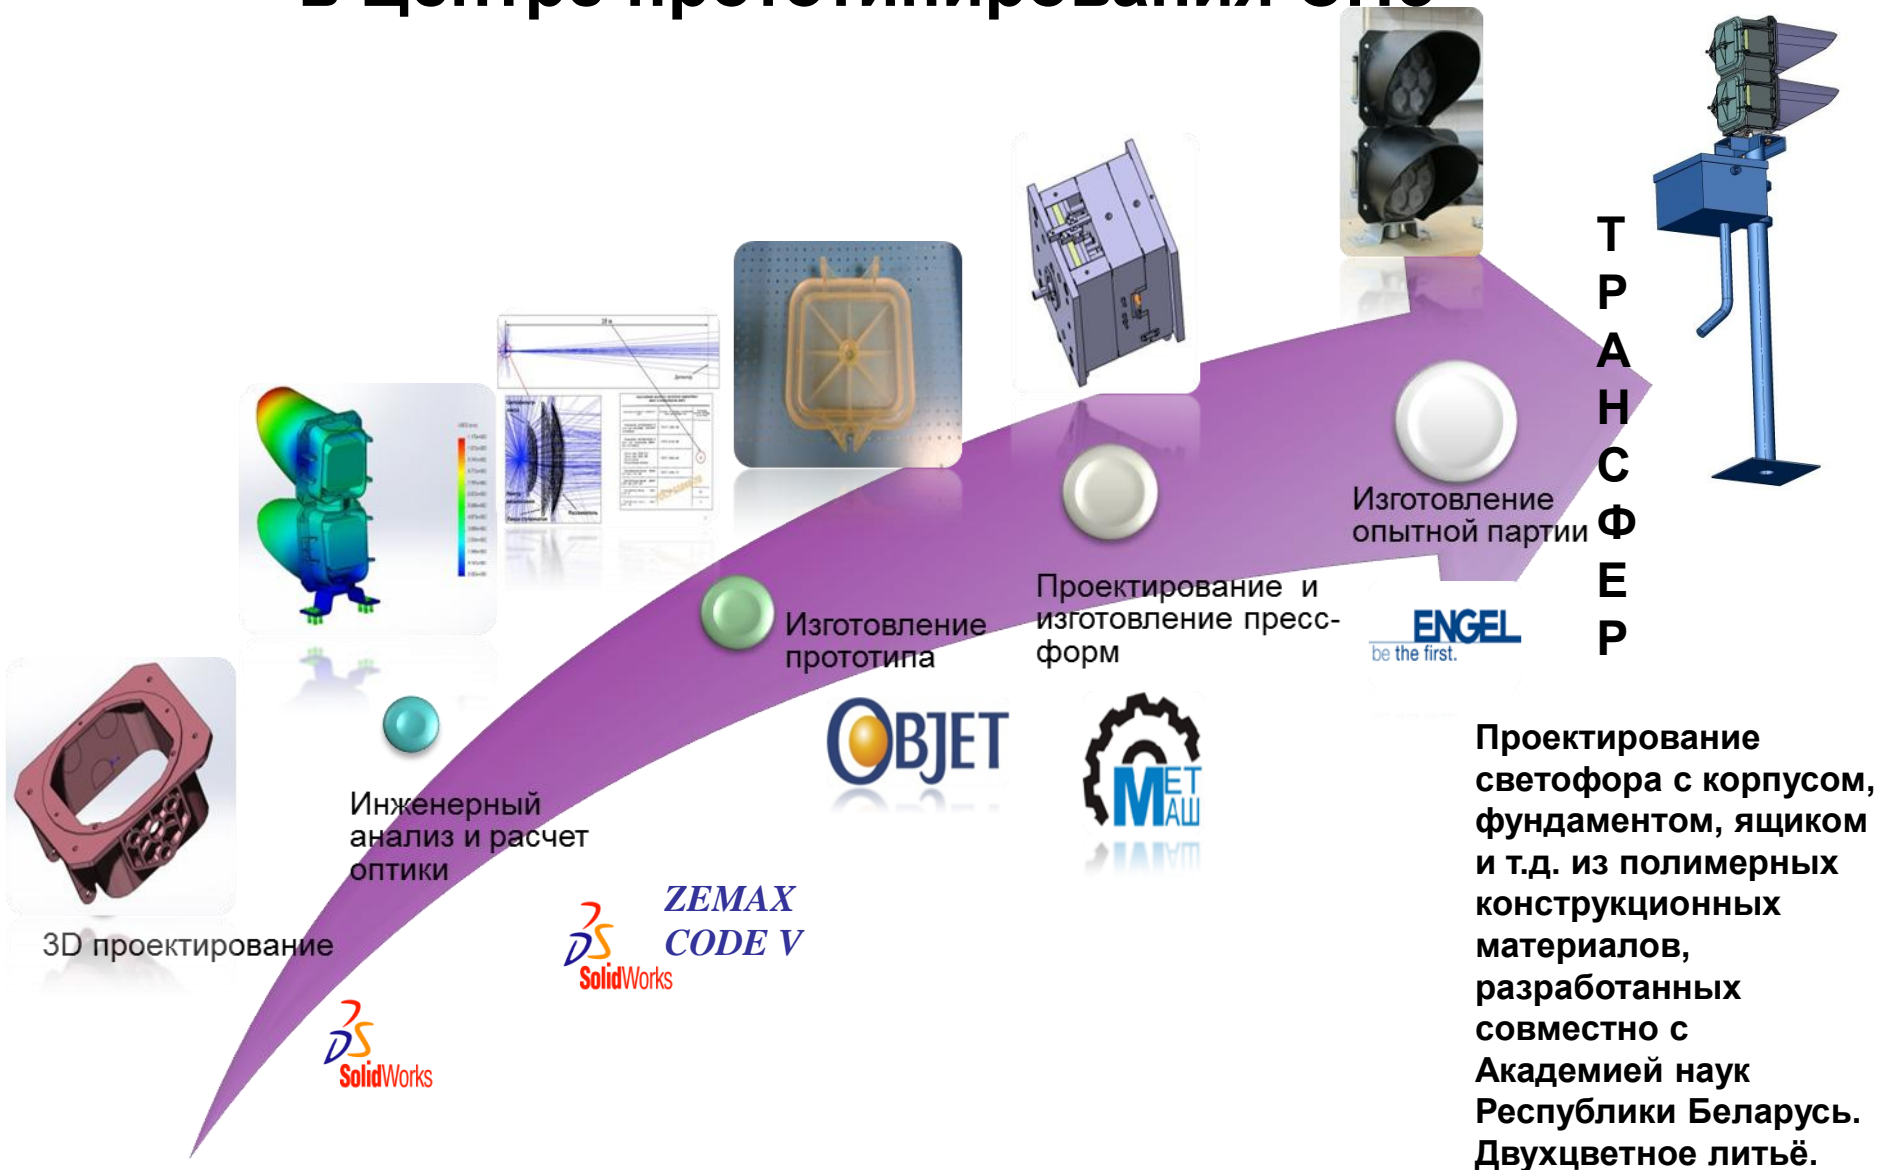 3D проектирование
SolidWorks
Инженерный
анализ и расчет
оптики
SolidWorks
ZEMAX
CODE V
Изготовление
прототипа
OBJET
Проектирование и
изготовление пресс-
форм
МЕТ
МАШ
Изготовление
опытной партии
ENGEL
be the first.
Т
Р
А
Н
С
Ф
Е
Р
Проектирование
светофора с корпусом,
фундаментом, ящиком
и т.д. из полимерных
конструкционных
материалов,
разработанных
совместно с
Академией наук
Республики Беларусь.
Двухцветное литьё.